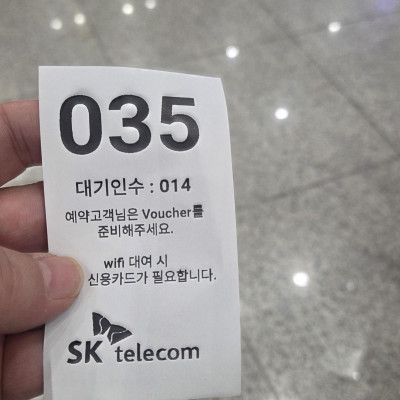 035
대기인수 : 014
예약고객님은 Voucher를
준비해주세요.
wifi 대여 시
신용카드가 필요합니다.
SK telecom